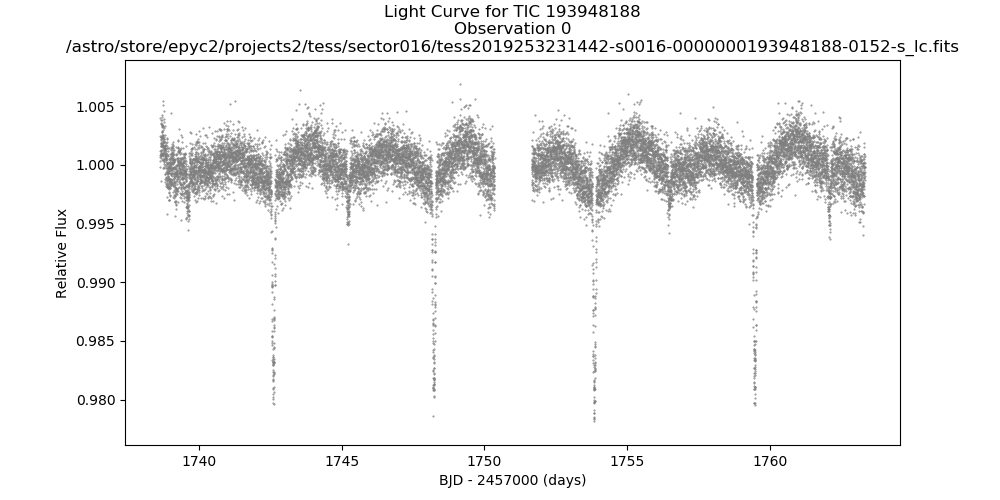 Light Curve for TIC 193948188
Observation 0
/astro/store/epyc2/projects2/tess/sector016/tess2019253231442-s0016-0000000193948188-0152-s_lc.fits
1.005
1.000
0.995
0.990
0.985
0.980
Relative Flux
1740
1745
1750
1755
1760
BJD - 2457000 (days)